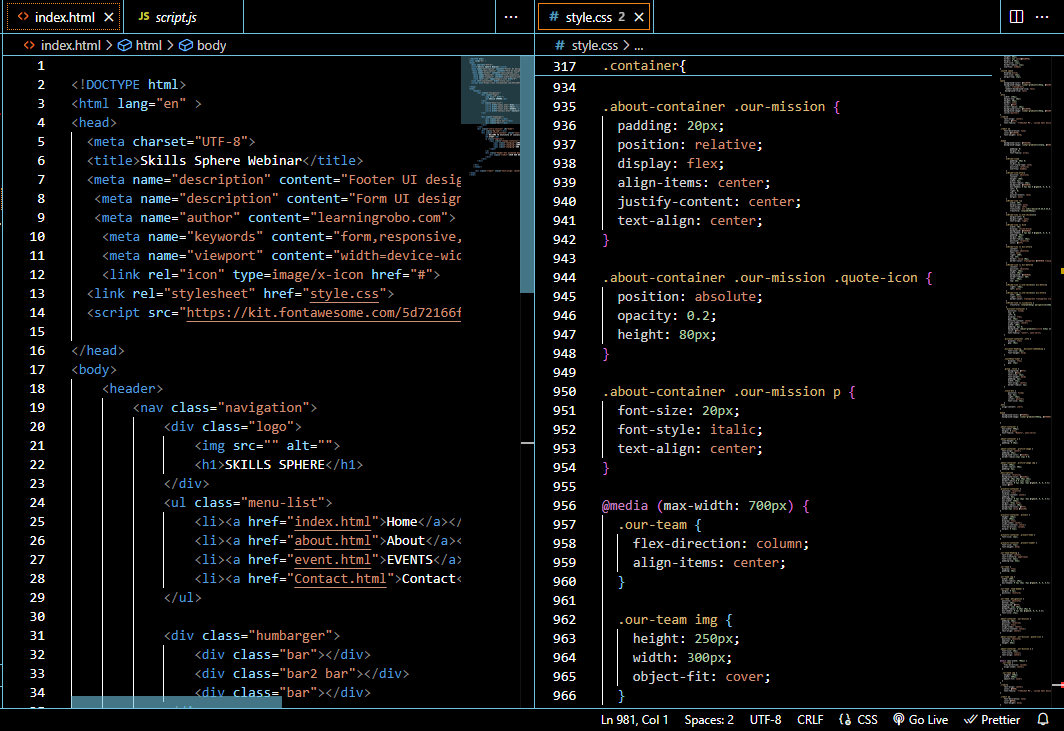 index.html
JS script.js
...
# style.css 2
...
index.html > html > body
# style.css > ...
1
2 <!DOCTYPE html>
3 <html lang="en" >
4 <head>
5 <meta charset="UTF-8">
6 <title>Skills Sphere Webinar</title>
7 <meta name="description" content="Footer UI desig
8 <meta name="description" content="Form UI design
9 <meta name="author" content="learningrobo.com">
10 <meta name="keywords" content="form,responsive,
11 <meta name="viewport" content="width=device-wid
12 <link rel="icon" type=image/x-icon href="#">
13 <link rel="stylesheet" href="style.css">
14 <script src="https://kit.fontawesome.com/5d72166f
15
16 </head>
17 <body>
18 <header>
19 <nav class="navigation">
20 <div class="logo">
21 <img src="" alt="">
22 <h1>SKILLS SPHERE</h1>
23 </div>
24 <ul class="menu-list">
25 <li><a href="index.html">Home</a></
26 <li><a href="about.html">About</a><
27 <li><a href="event.html">EVENTS</a>
28 <li><a href="Contact.html">Contact<
29 </ul>
30
31 <div class="humbarger">
32 <div class="bar"></div>
33 <div class="bar2 bar"></div>
34 <div class="bar"></div>
317 .container{
934
935 .about-container .our-mission {
936 padding: 20px;
937 position: relative;
938 display: flex;
939 align-items: center;
940 justify-content: center;
941 text-align: center;
942 }
943
944 .about-container .our-mission .quote-icon {
945 position: absolute;
946 opacity: 0.2;
947 height: 80px;
948 }
949
950 .about-container .our-mission p {
951 font-size: 20px;
952 font-style: italic;
953 text-align: center;
954 }
955
956 @media (max-width: 700px) {
957 .our-team {
958 flex-direction: column;
959 align-items: center;
960 }
961
962 .our-team img {
963 height: 250px;
964 width: 300px;
965 object-fit: cover;
966 }
Ln 981, Col 1 Spaces: 2 UTF-8 CRLF CSS Go Live Prettier